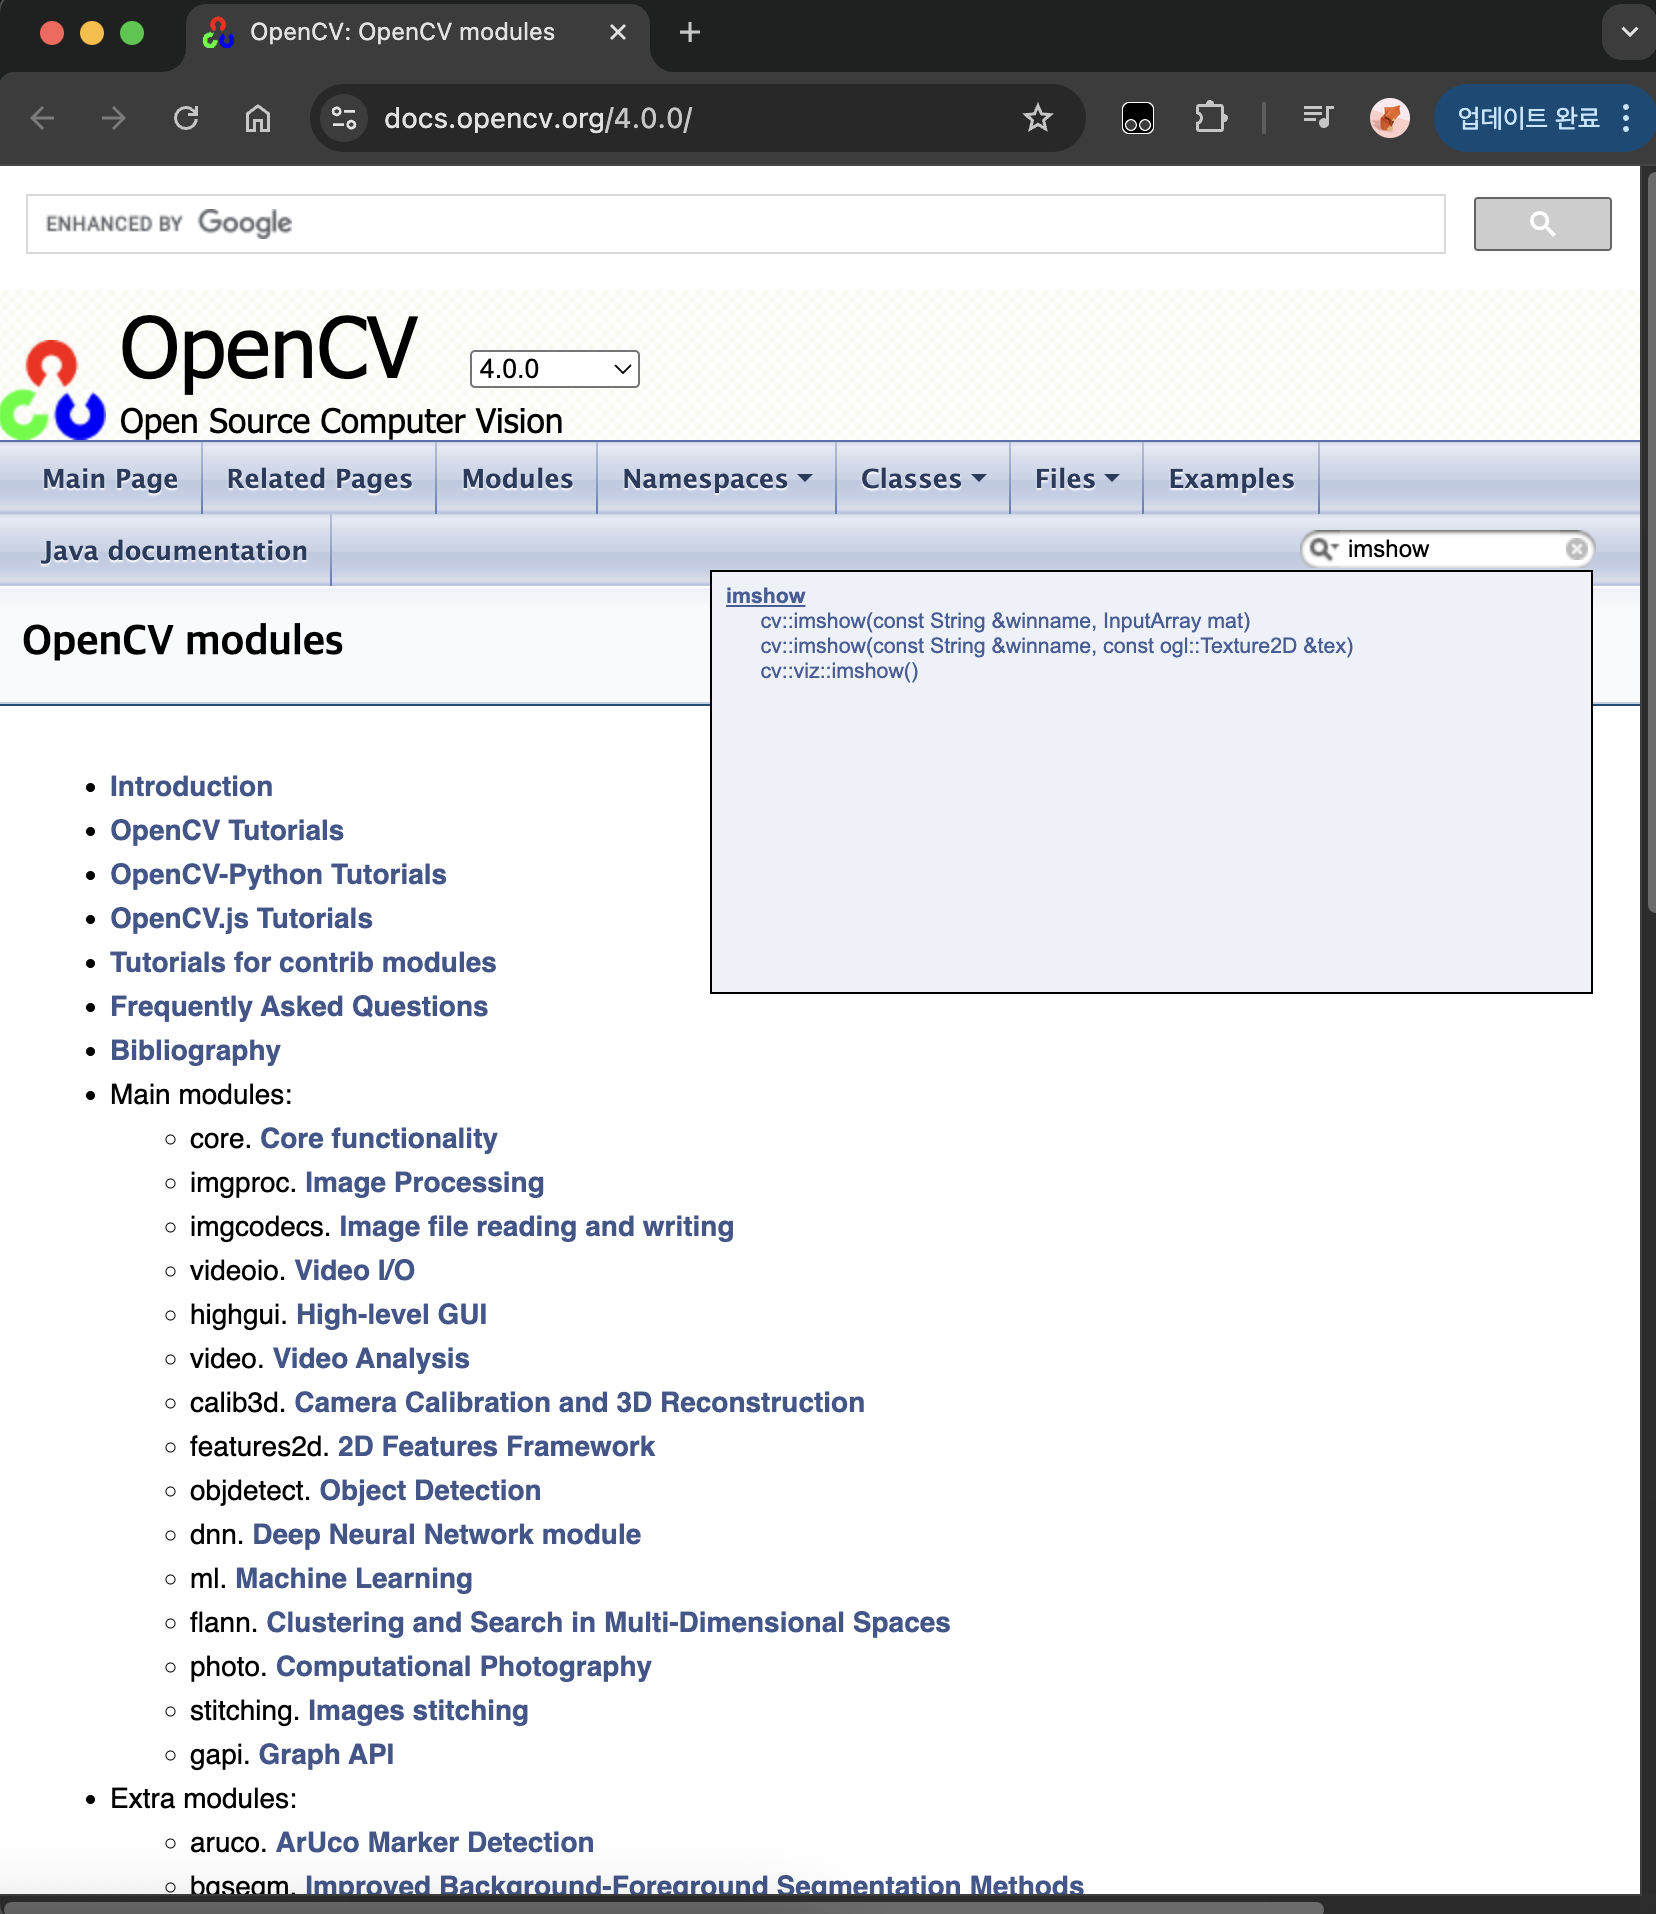 OpenCV: OpenCV modules
docs.opencv.org/4.0.0/
업데이트 완료
ENHANCED BY Google
OpenCV
4.0.0
Open Source Computer Vision
Main Page
Related Pages
Modules
Namespaces
Classes
Files
Examples
Java documentation
imshow
imshow
cv::imshow(const String &winname, InputArray mat)
cv::imshow(const String &winname, const ogl::Texture2D &tex)
cv::viz::imshow()
OpenCV modules
Introduction
OpenCV Tutorials
OpenCV-Python Tutorials
OpenCV.js Tutorials
Tutorials for contrib modules
Frequently Asked Questions
Bibliography
Main modules:
core. Core functionality
imgproc. Image Processing
imgcodecs. Image file reading and writing
videoio. Video I/O
highgui. High-level GUI
video. Video Analysis
calib3d. Camera Calibration and 3D Reconstruction
features2d. 2D Features Framework
objdetect. Object Detection
dnn. Deep Neural Network module
ml. Machine Learning
flann. Clustering and Search in Multi-Dimensional Spaces
photo. Computational Photography
stitching. Images stitching
gapi. Graph API
Extra modules:
aruco. ArUco Marker Detection
bgsegm. Improved Background-Foreground Segmentation Methods